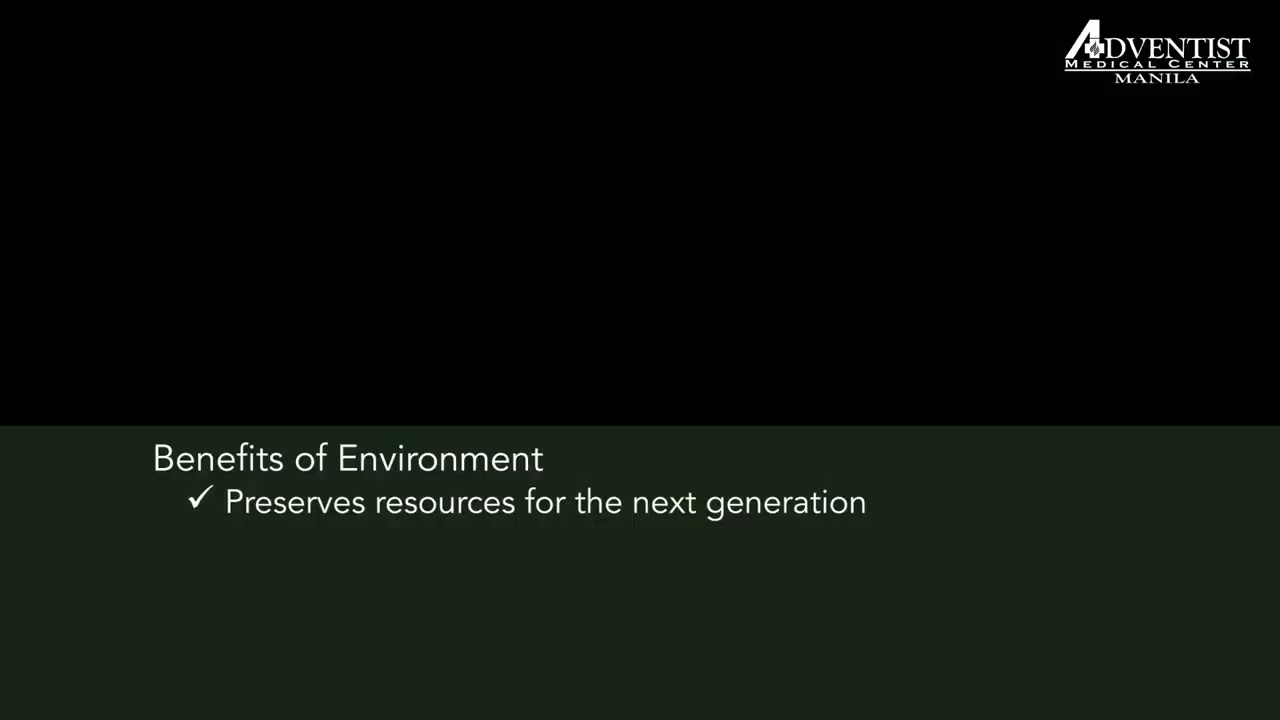 ADVENTIST
MEDICAL CENTER
MANILA
Benefits of Environment
✓ Preserves resources for the next generation